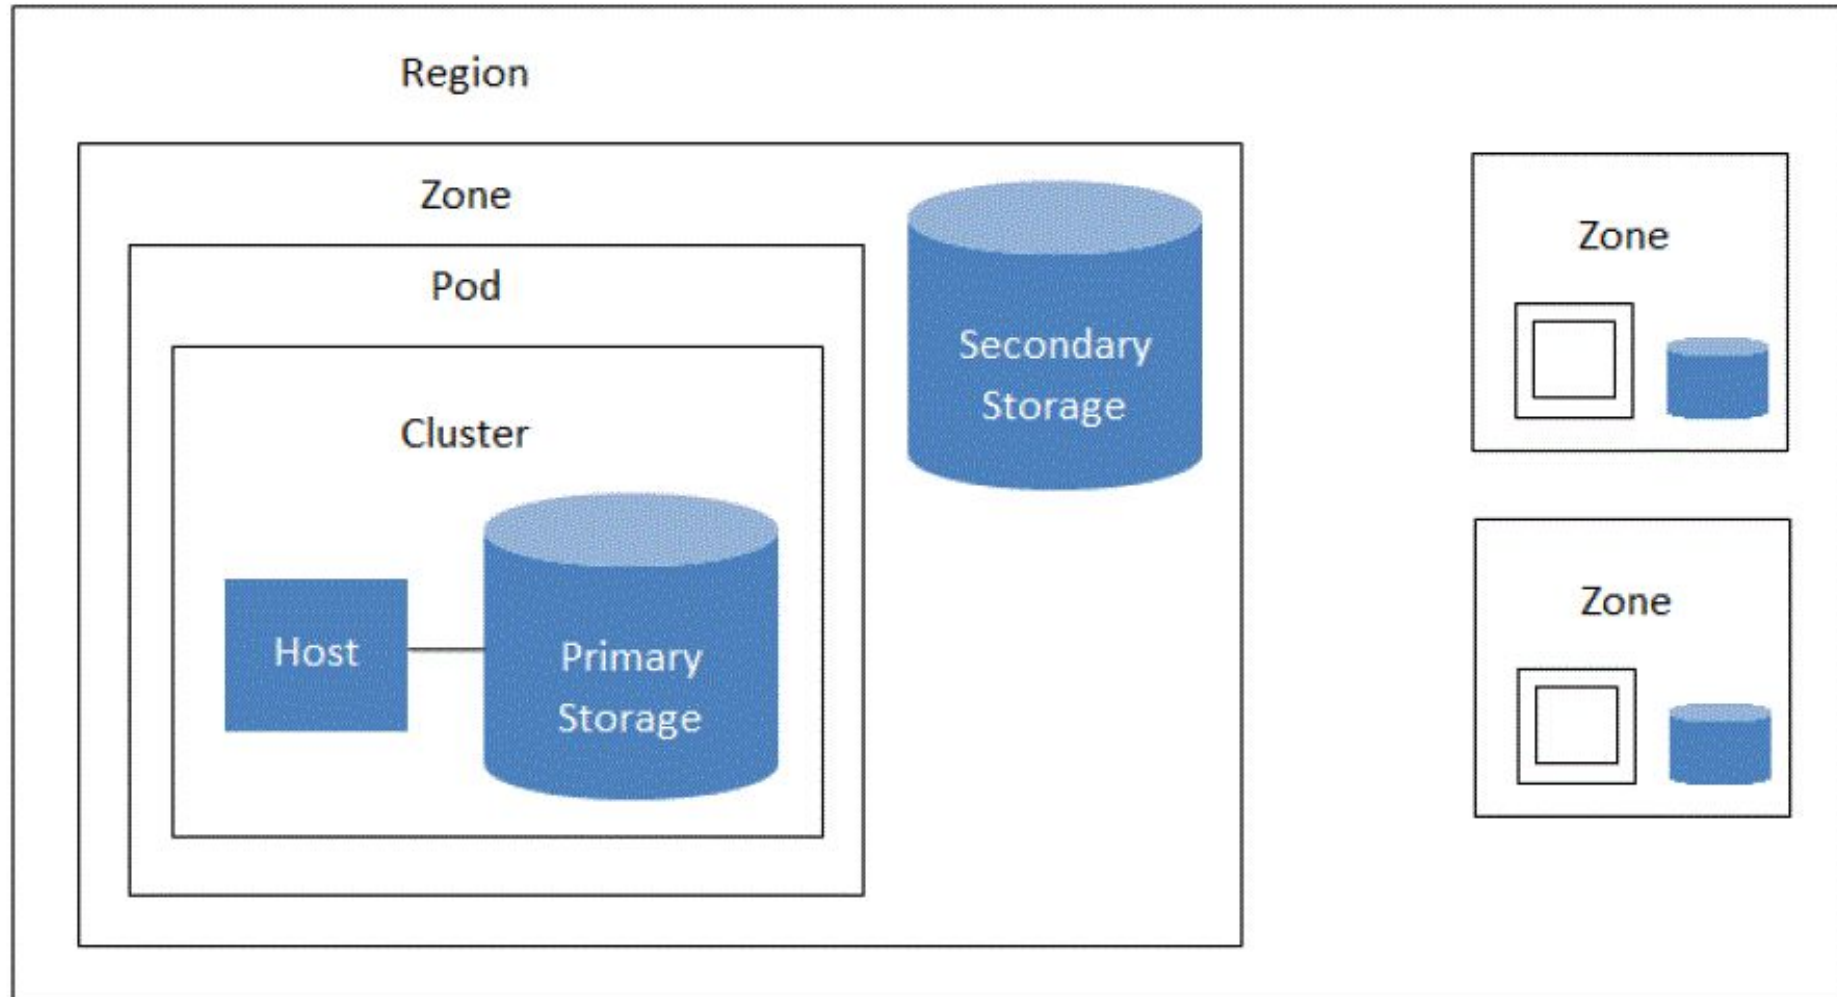 Region
Zone
Pod
Cluster
Host
Primary
Storage
Secondary
Storage
Zone
Zone